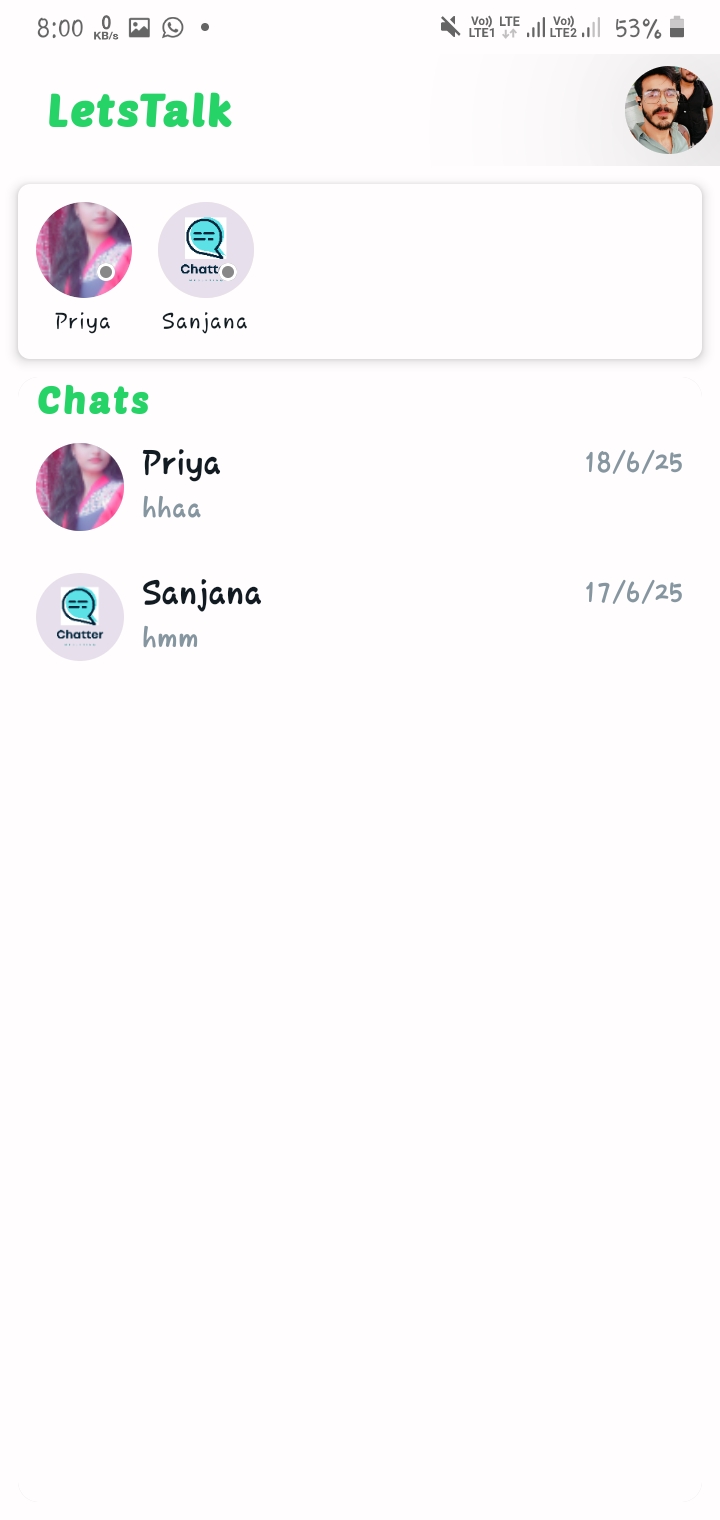 8:00 0 KB/s Vo) LTE1 LTE Vo) LTE2 53%
LetsTalk
Chatt
Priya Sanjana
Chats
Priya 18/6/25
hhaa
Sanjana 17/6/25
Chatter
hmm